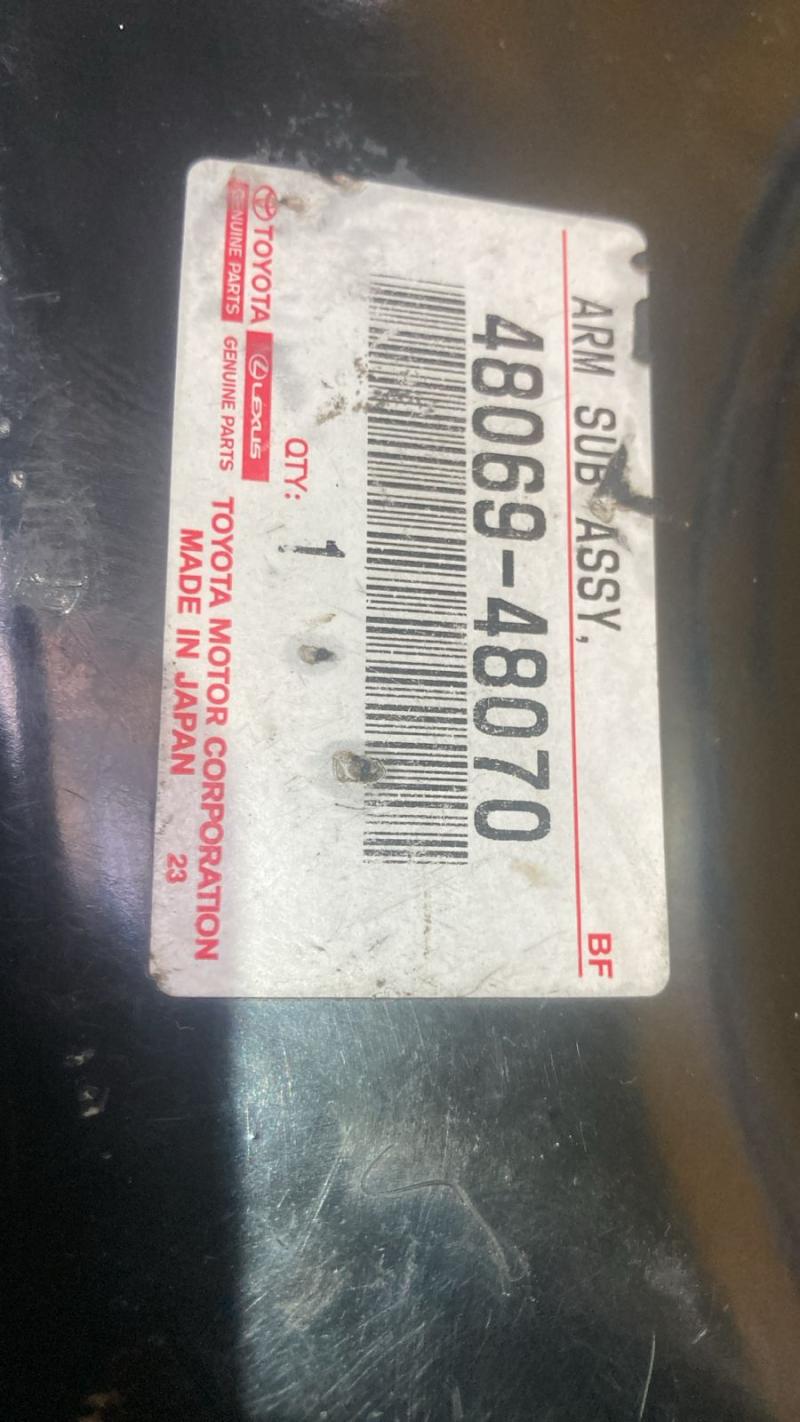 ARM SUB ASSY,
BF
48069-48070
QTY: 1
TOYOTA
GENUINE PARTS
LEXUS
GENUINE PARTS
TOYOTA MOTOR CORPORATION
MADE IN JAPAN 23